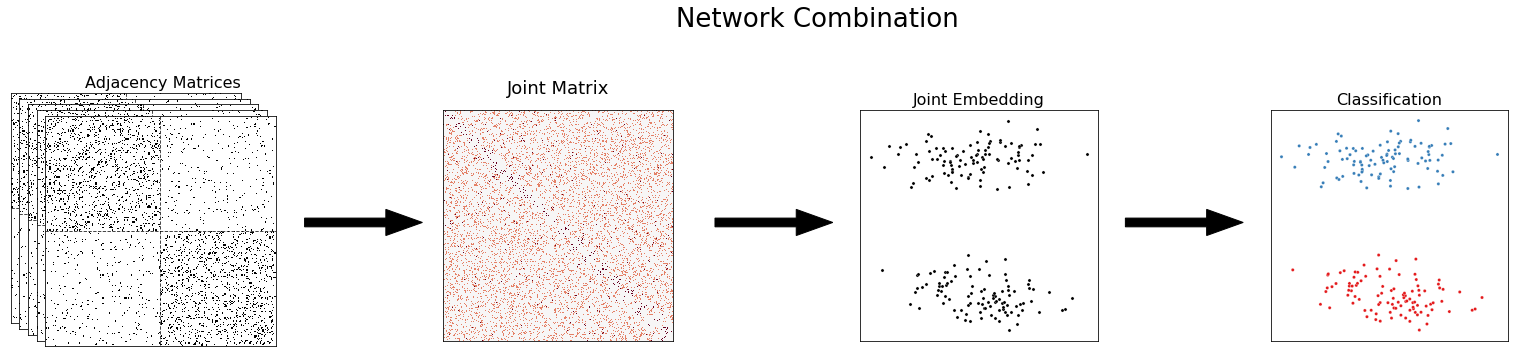 Network Combination
Adjacency Matrices
Joint Matrix
Joint Embedding
Classification